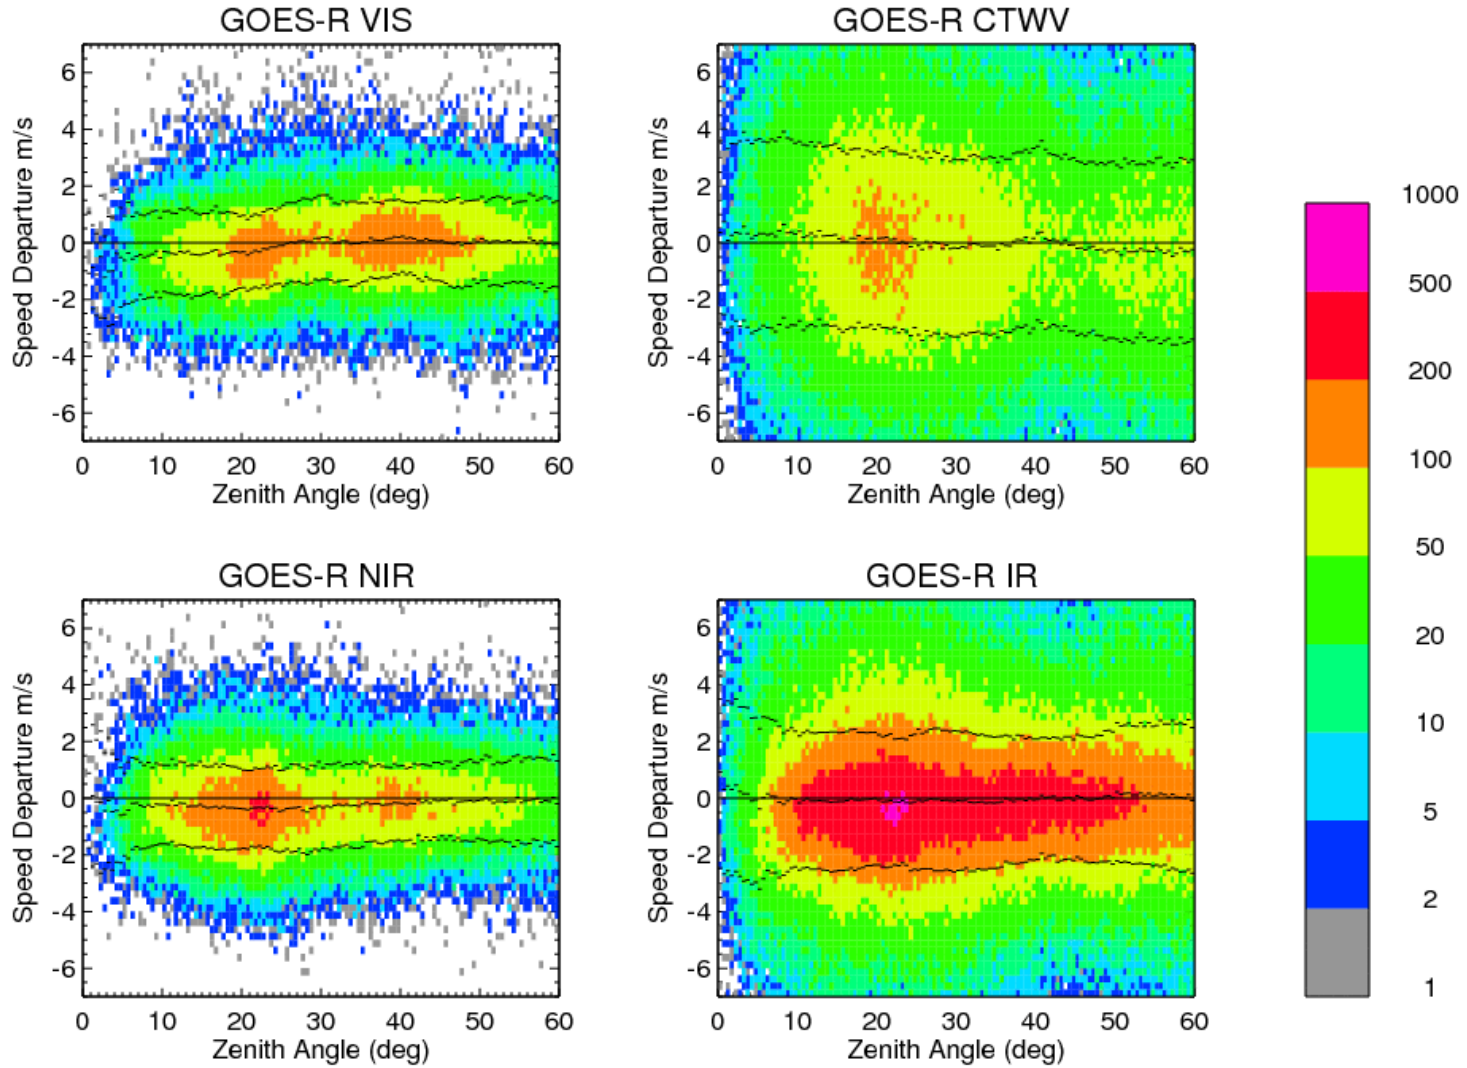 GOES-R VIS
Speed Departure m/s
6
4
2
0
-2
-4
-6
0 10 20 30 40 50 60
Zenith Angle (deg)
GOES-R CTWV
Speed Departure m/s
6
4
2
0
-2
-4
-6
0 10 20 30 40 50 60
Zenith Angle (deg)
GOES-R NIR
Speed Departure m/s
6
4
2
0
-2
-4
-6
0 10 20 30 40 50 60
Zenith Angle (deg)
GOES-R IR
Speed Departure m/s
6
4
2
0
-2
-4
-6
0 10 20 30 40 50 60
Zenith Angle (deg)
1000
500
200
100
50
20
10
5
2
1